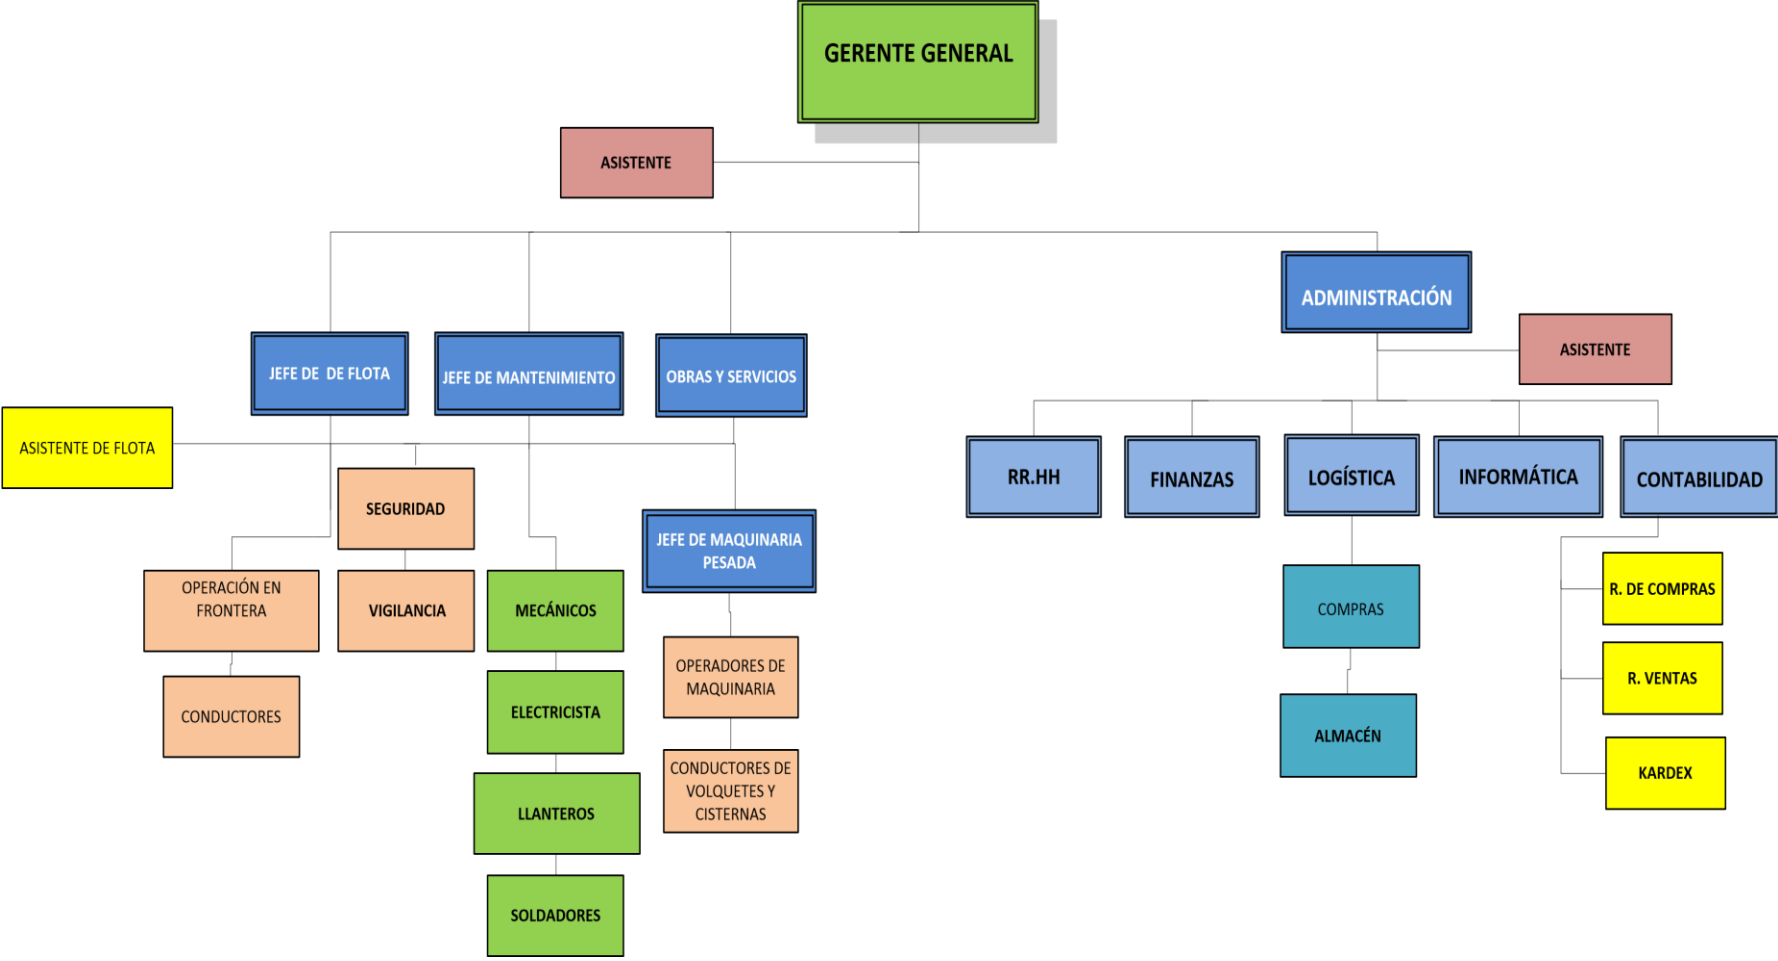 GERENTE GENERAL
ASISTENTE
ADMINISTRACIÓN
ASISTENTE
JEFE DE  DE FLOTA
JEFE DE MANTENIMIENTO
OBRAS Y SERVICIOS
ASISTENTE DE FLOTA
RR.HH
FINANZAS
LOGÍSTICA
INFORMÁTICA
CONTABILIDAD
SEGURIDAD
JEFE DE MAQUINARIA
PESADA
OPERACIÓN EN
FRONTERA
VIGILANCIA
MECÁNICOS
COMPRAS
R. DE COMPRAS
OPERADORES DE
MAQUINARIA
R. VENTAS
CONDUCTORES
ELECTRICISTA
ALMACÉN
KARDEX
CONDUCTORES DE
VOLQUETES Y
CISTERNAS
LLANTEROS
SOLDADORES